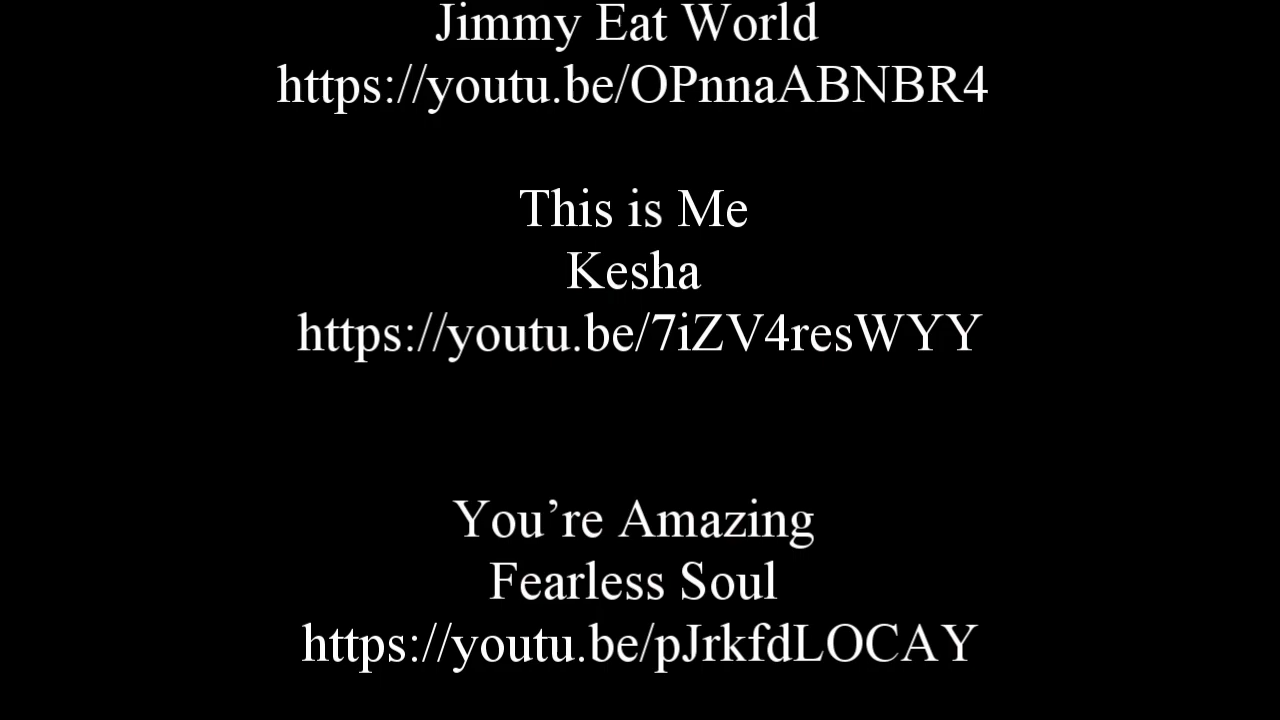 Jimmy Eat World
https://youtu.be/OPnnaABNBR4
This is Me
Kesha
https://youtu.be/7iZV4resWYY
You’re Amazing
Fearless Soul
https://youtu.be/pJrkfdLOCAY